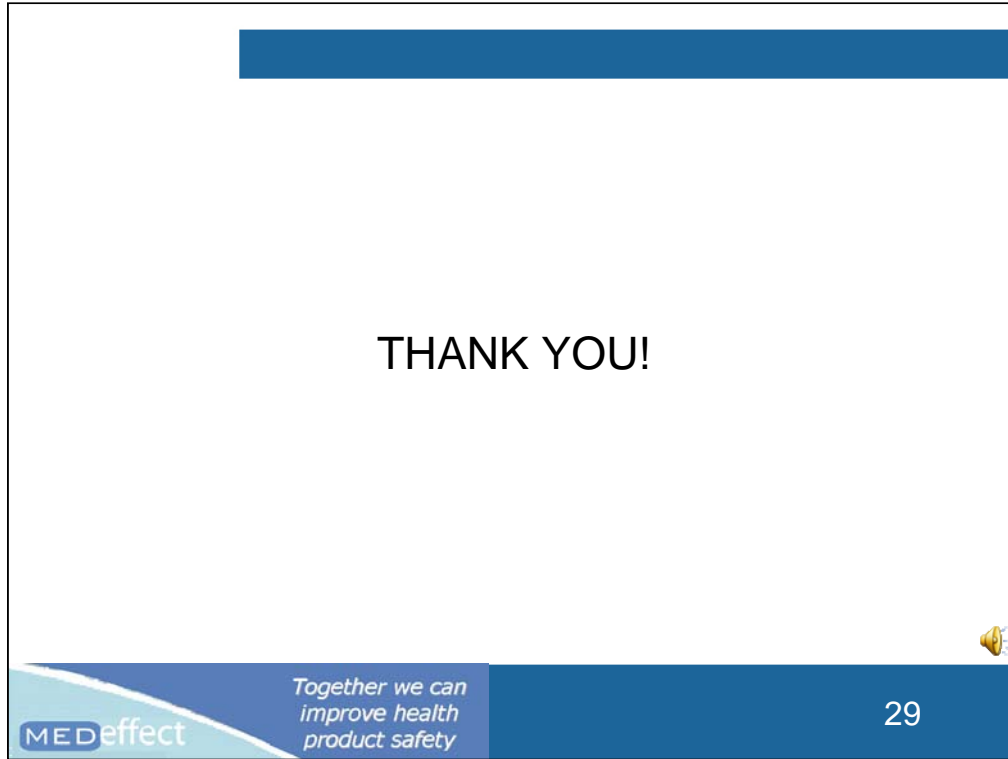 THANK YOU!
MEDeffect
Together we can
improve health
product safety
29